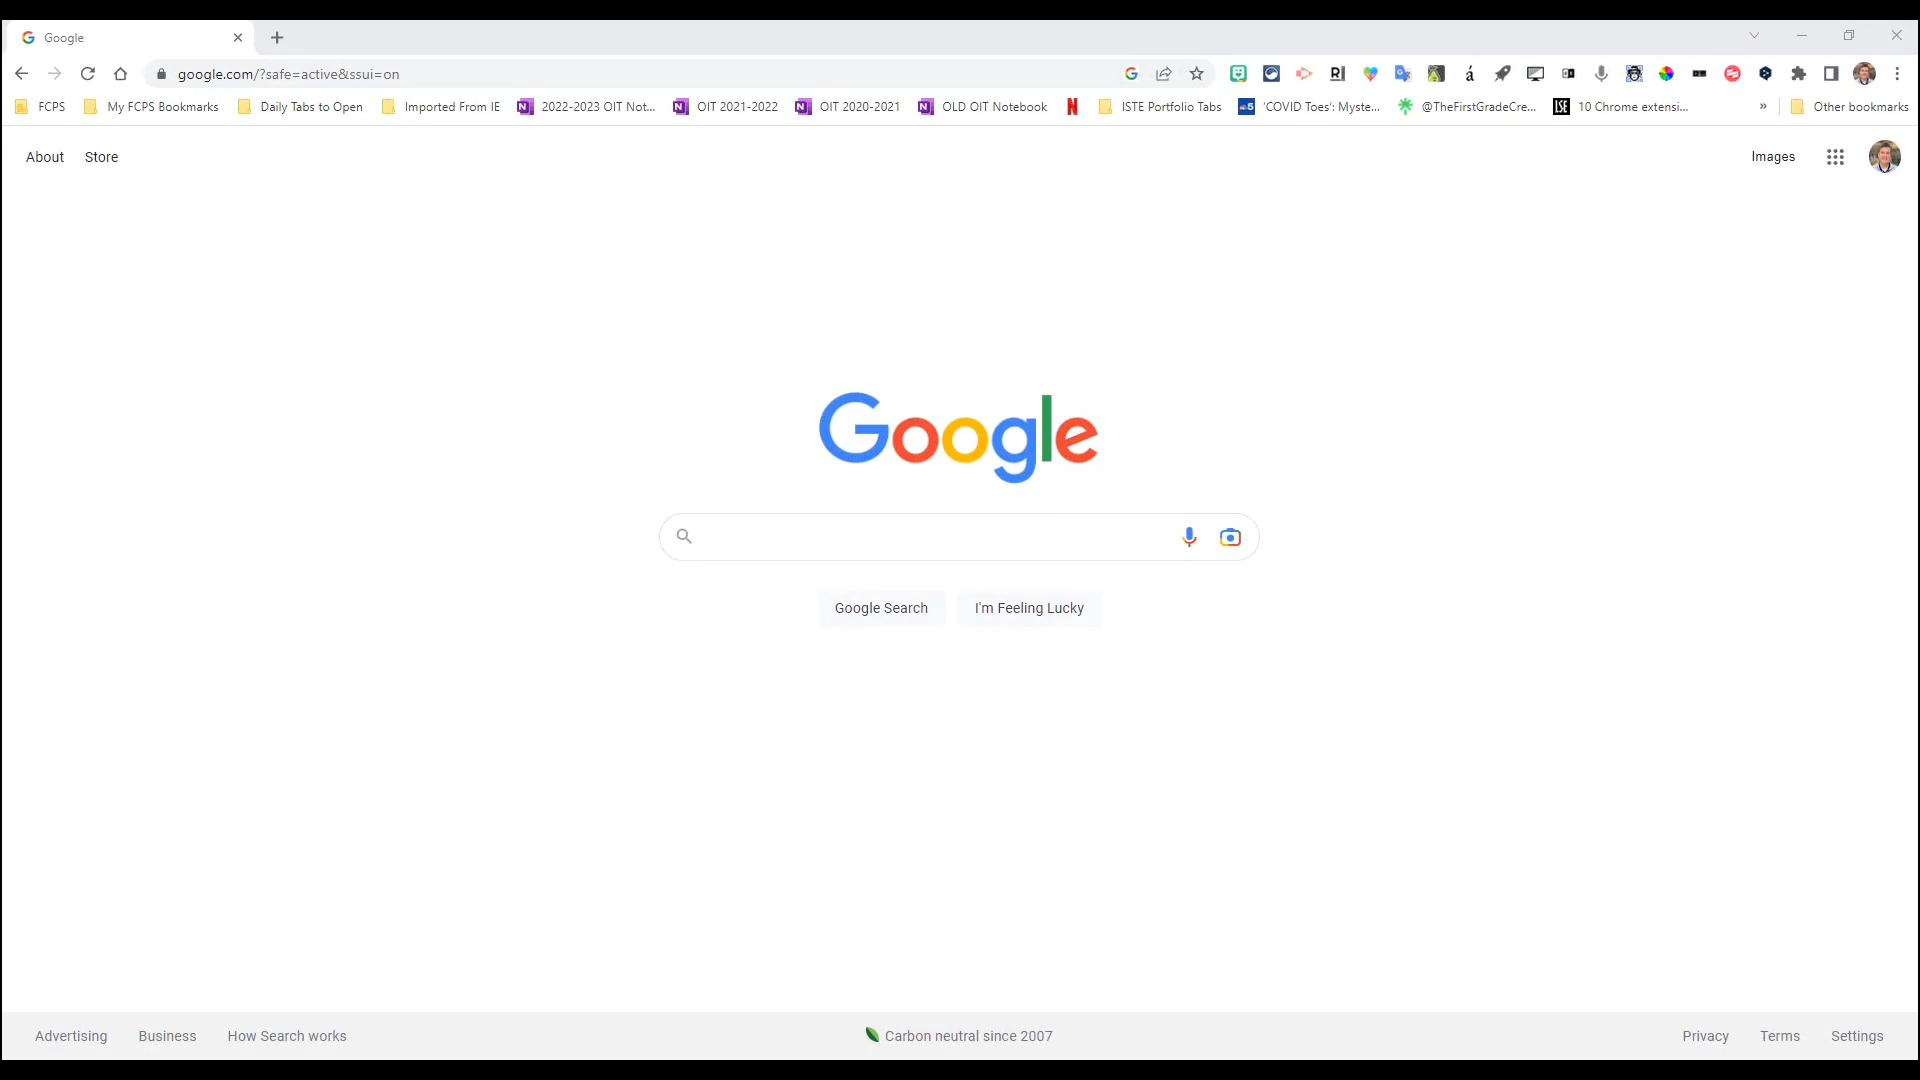 Google
google.com/?safe=active&ssui=on
FCPS My FCPS Bookmarks Daily Tabs to Open Imported From IE 2022-2023 OIT Not... OIT 2021-2022 OIT 2020-2021 OLD OIT Notebook ISTE Portfolio Tabs 'COVID Toes': Myste... @TheFirstGradeCre... LSE 10 Chrome extensi... » Other bookmarks
About Store Images
Google
Google Search I'm Feeling Lucky
Advertising Business How Search works Carbon neutral since 2007 Privacy Terms Settings